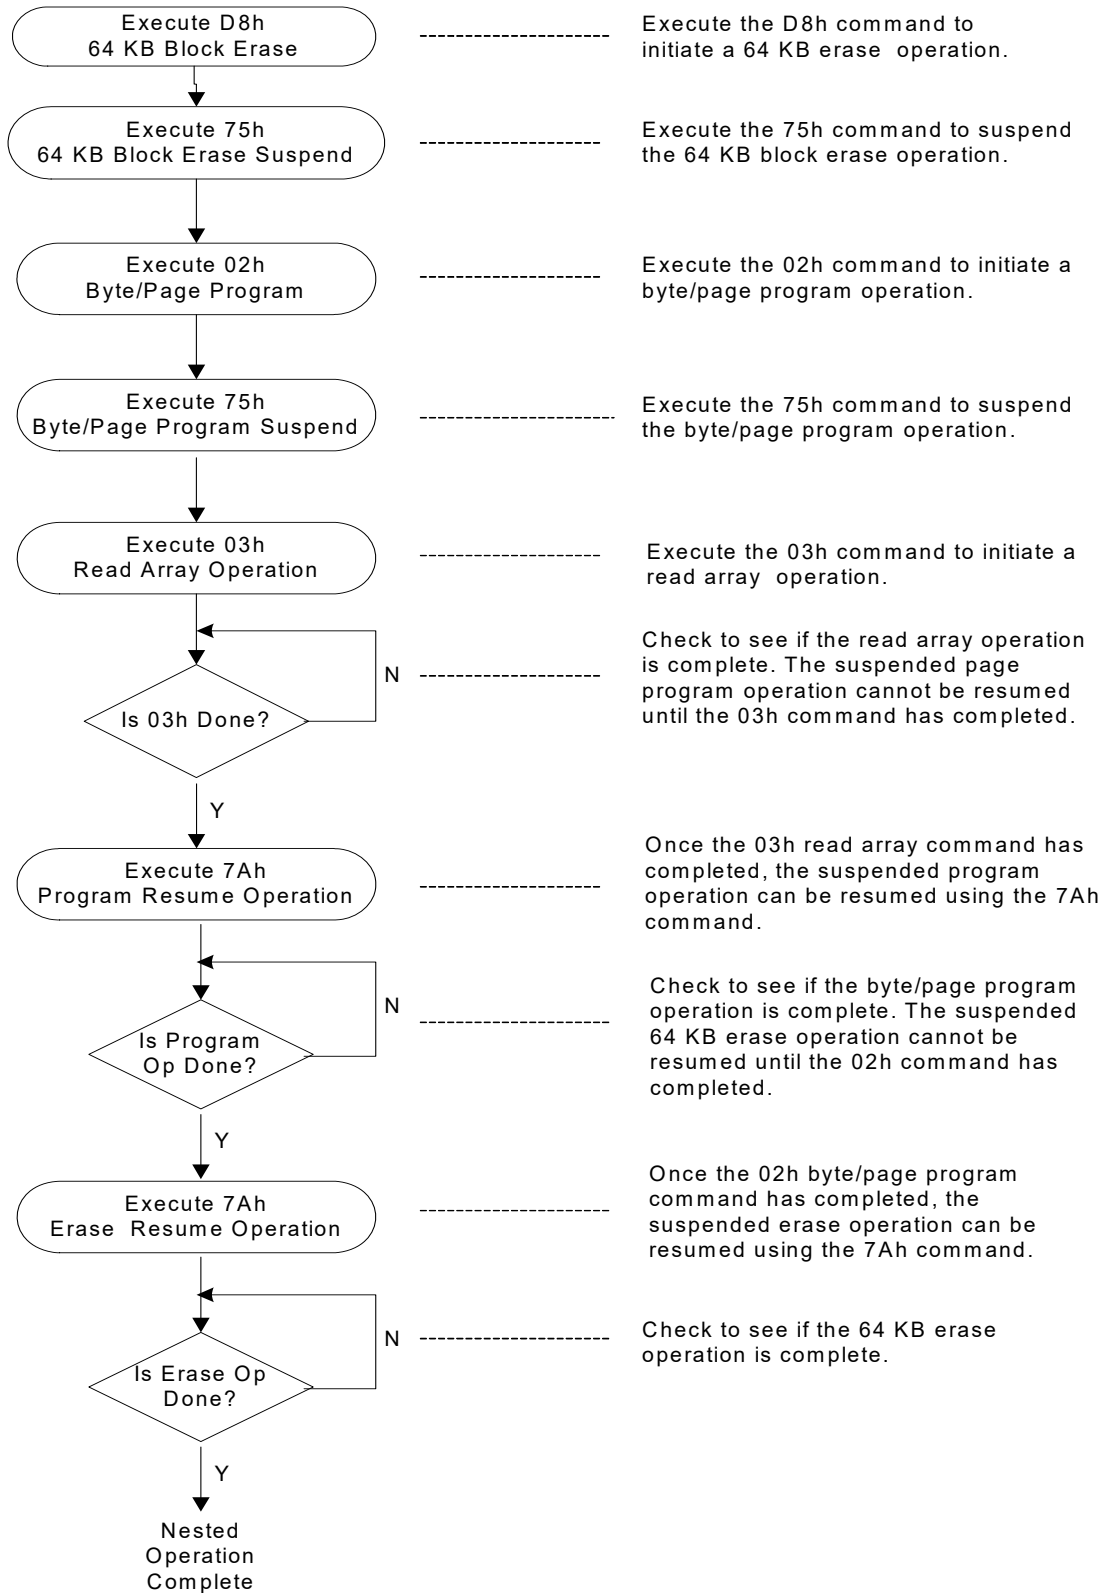 Execute D8h
64 KB Block Erase
Execute the D8h command to
initiate a 64 KB erase operation.
Execute 75h
64 KB Block Erase Suspend
Execute the 75h command to suspend
the 64 KB block erase operation.
Execute 02h
Byte/Page Program
Execute the 02h command to initiate a
byte/page program operation.
Execute 75h
Byte/Page Program Suspend
Execute the 75h command to suspend
the byte/page program operation.
Execute 03h
Read Array Operation
Execute the 03h command to initiate a
read array operation.
Is 03h Done?
N
Y
Check to see if the read array operation
is complete. The suspended page
program operation cannot be resumed
until the 03h command has completed.
Execute 7Ah
Program Resume Operation
Once the 03h read array command has
completed, the suspended program
operation can be resumed using the 7Ah
command.
Is Program
Op Done?
N
Y
Check to see if the byte/page program
operation is complete. The suspended
64 KB erase operation cannot be
resumed until the 02h command has
completed.
Execute 7Ah
Erase Resume Operation
Once the 02h byte/page program
command has completed, the
suspended erase operation can be
resumed using the 7Ah command.
Is Erase Op
Done?
N
Y
Check to see if the 64 KB erase
operation is complete.
Nested
Operation
Complete